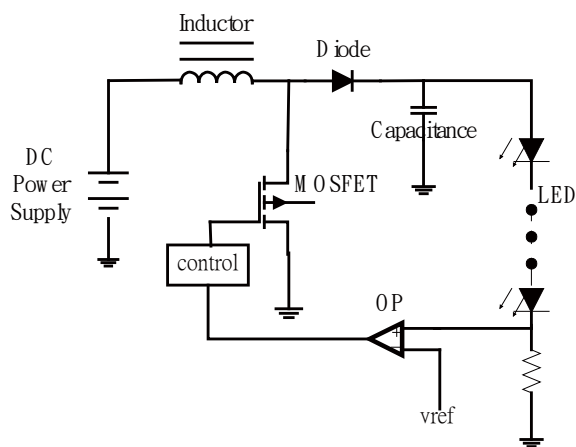 Inductor
Diode
Capacitance
DC
Power
Supply
MOSFET
LED
control
OP
+
−
vref